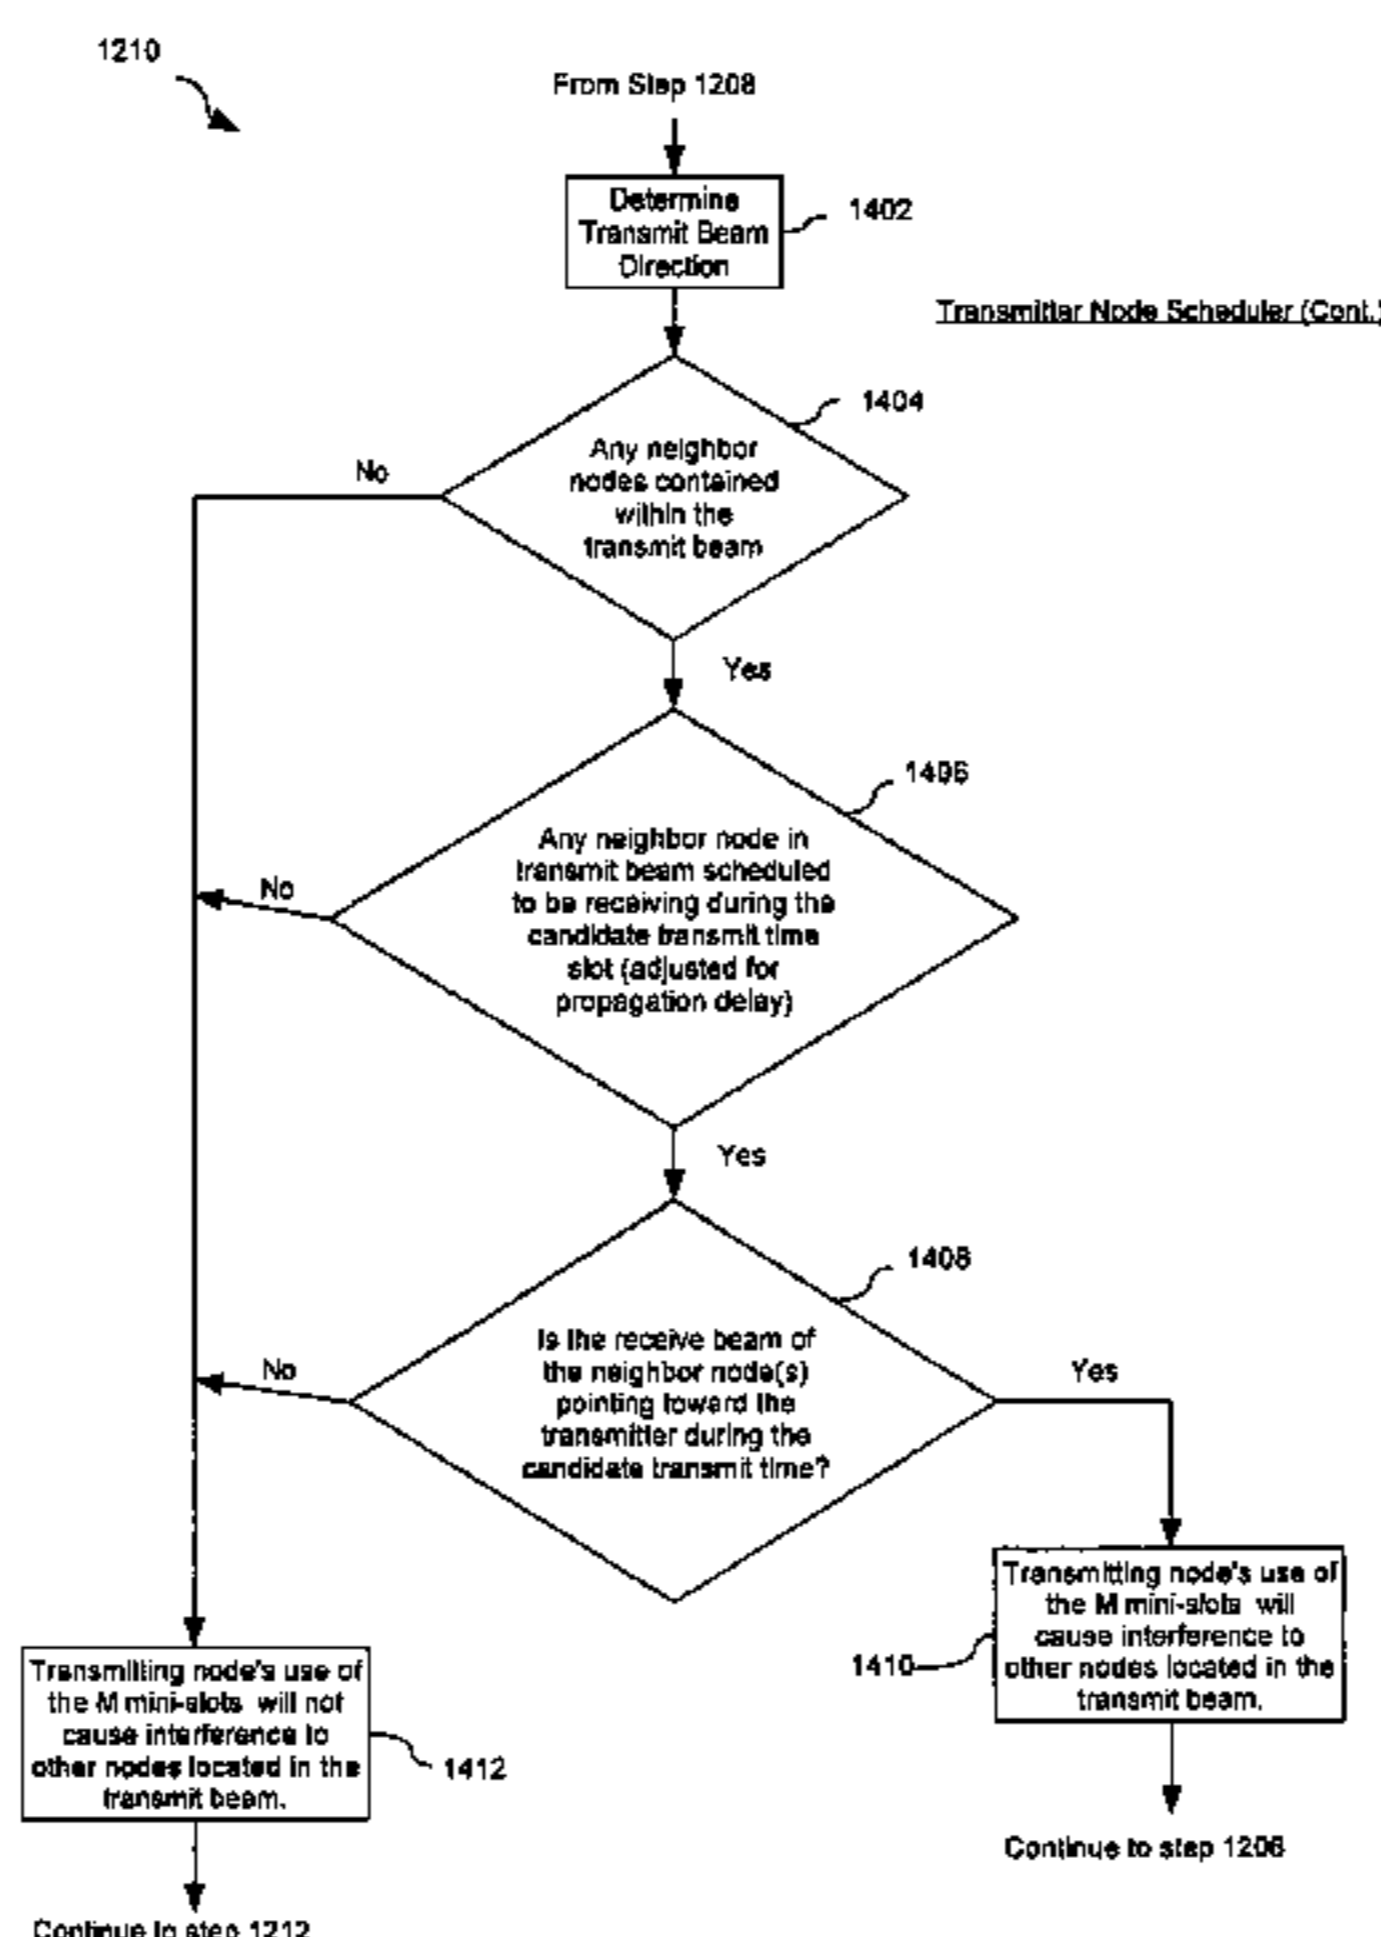 1210
From Step 1208
Determine
Transmit Beam
Direction
1402
Transmitter Node Scheduler (Cont.)
1404
Any neighbor
nodes contained
within the
transmit beam
No
Yes
1406
Any neighbor node in
transmit beam scheduled
to be receiving during the
candidate transmit time
slot (adjusted for
propagation delay)
No
Yes
1408
Is the receive beam of
the neighbor node(s)
pointing toward the
transmitter during the
candidate transmit time?
No
Yes
Transmitting node's use of
the M mini-slots will
cause interference to
other nodes located in the
transmit beam.
1410
Transmitting node's use of
the M mini-slots will not
cause interference to
other nodes located in the
transmit beam.
1412
Continue to step 1206
Continue to step 1212